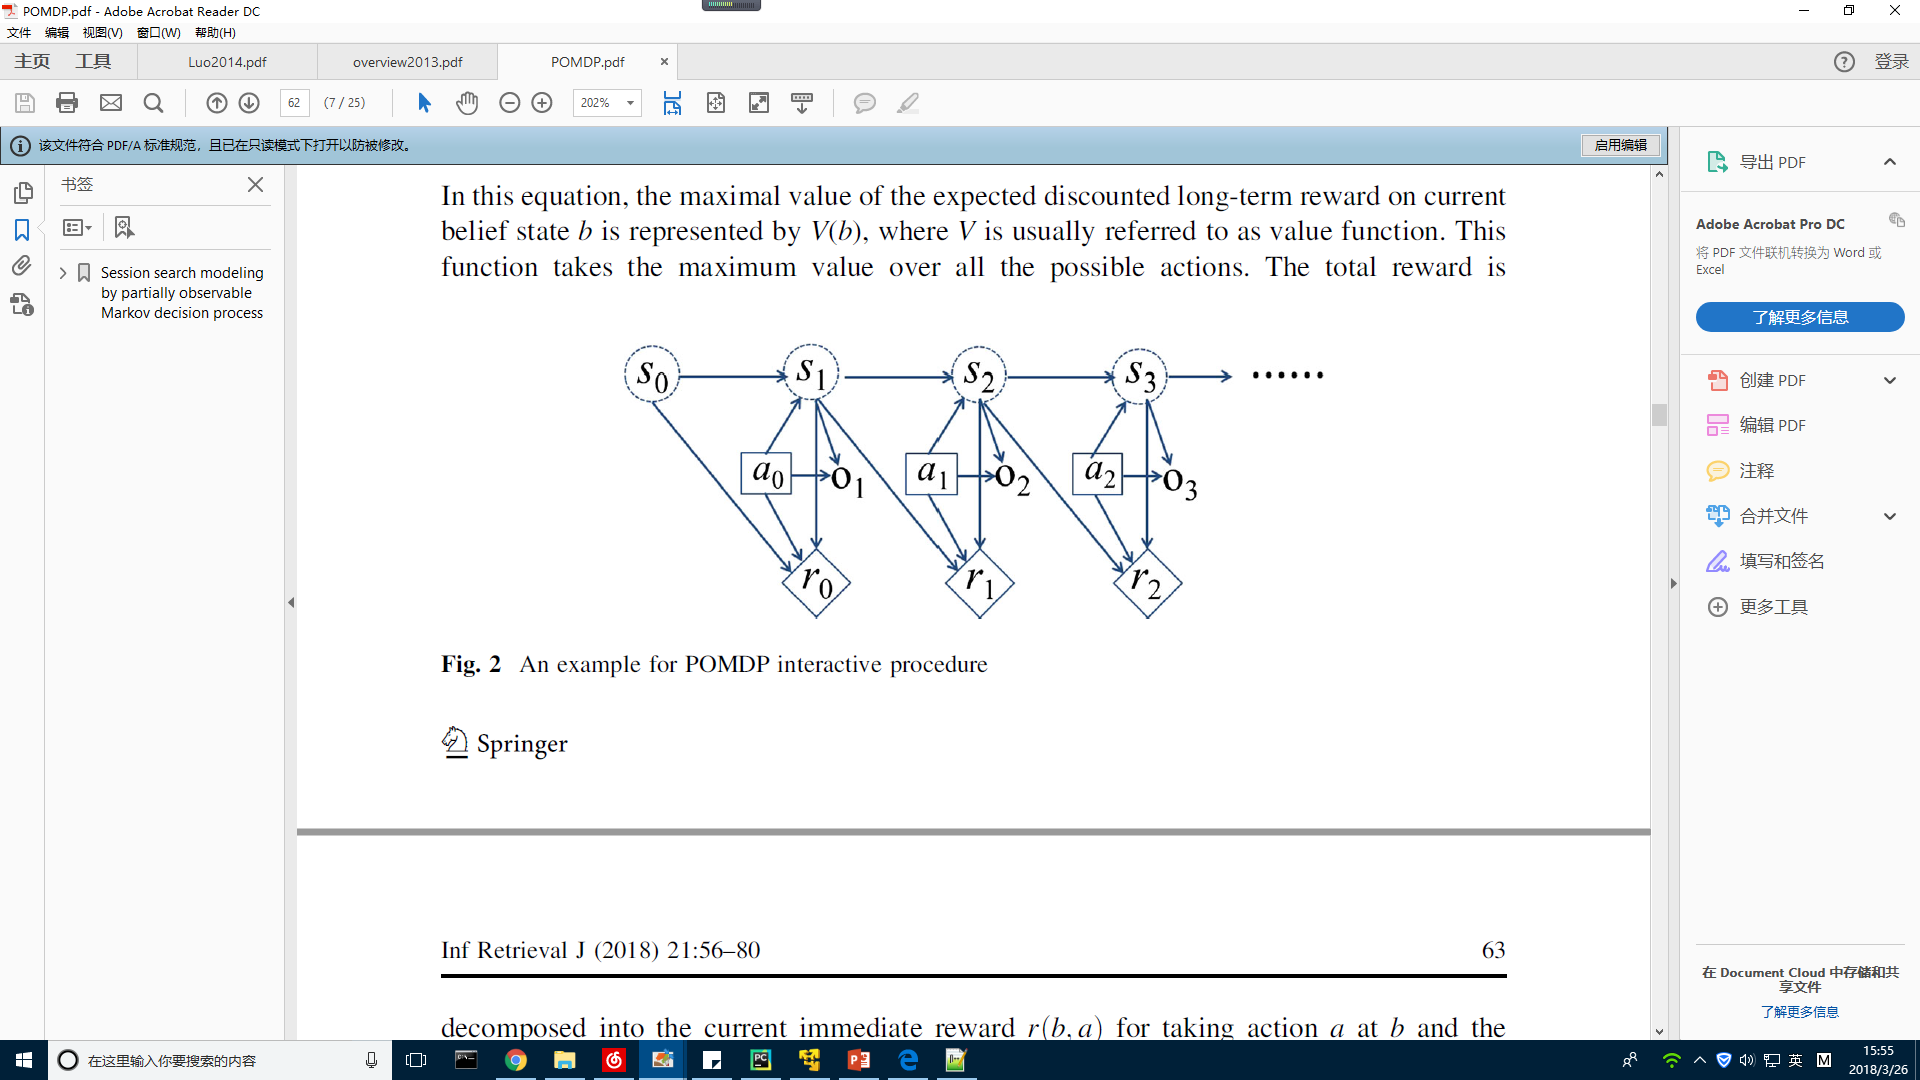 POMDP.pdf - Adobe Acrobat Reader DC
文件 编辑 视图(V) 窗口(W) 帮助(H)
主页 工具 Luo2014.pdf overview2013.pdf POMDP.pdf × 登录
62 (7 / 25) 202%
该文件符合 PDF/A 标准规范，且已在只读模式下打开以防被修改。 启用编辑
书签
Session search modeling
by partially observable
Markov decision process
In this equation, the maximal value of the expected discounted long-term reward on current
belief state b is represented by V(b), where V is usually referred to as value function. This
function takes the maximum value over all the possible actions. The total reward is
s0 s1 s2 s3 ......
a0 o1 a1 o2 a2 o3
r0 r1 r2
Fig. 2 An example for POMDP interactive procedure
Springer
Inf Retrieval J (2018) 21:56–80 63
decomposed into the current immediate reward r(b, a) for taking action a at b and the
导出 PDF
Adobe Acrobat Pro DC
将 PDF 文件联机转换为 Word 或
Excel
了解更多信息
创建 PDF
编辑 PDF
注释
合并文件
填写和签名
更多工具
在 Document Cloud 中存储和共
享文件
了解更多信息
在这里输入你要搜索的内容
英 M
15:55
2018/3/26